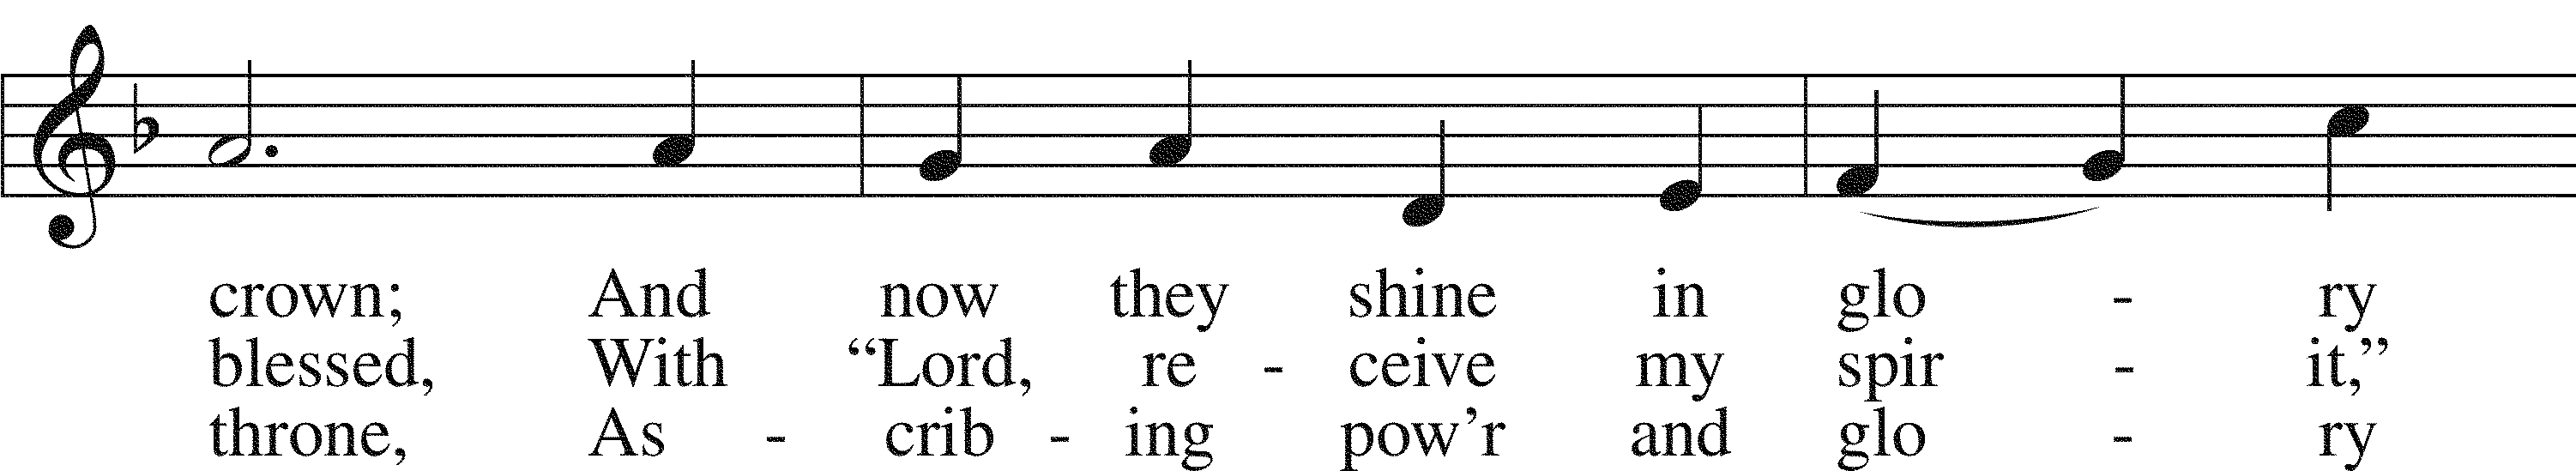 crown; And now they shine in glo - ry
blessed, With “Lord, re - ceive my spir - it,”
throne, As - crib - ing pow’r and glo - ry